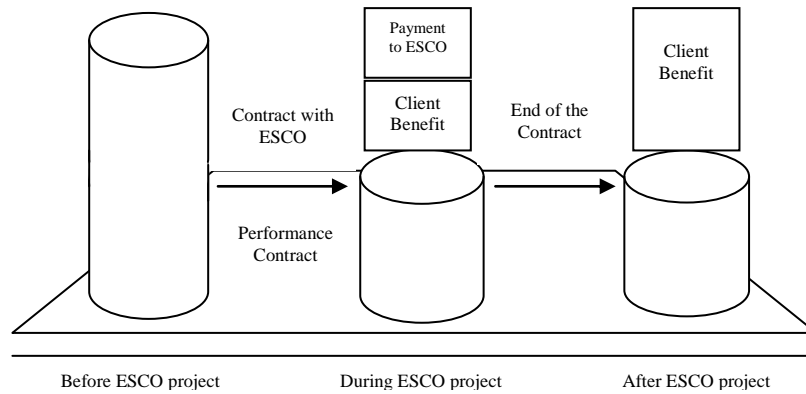 Payment
to ESCO
Client
Benefit
Client
Benefit
Contract with
ESCO
End of the
Contract
Performance
Contract
Before ESCO project
During ESCO project
After ESCO project